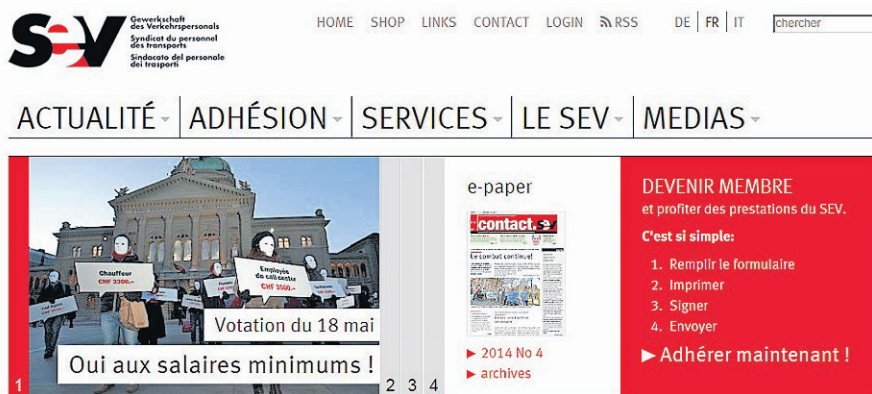 SEV
Gewerkschaft
des Verkehrspersonals
Syndicat du personnel
des transports
Sindacato del personale
dei trasporti
HOME SHOP LINKS CONTACT LOGIN RSS DE FR IT chercher
ACTUALITÉ ADHÉSION SERVICES LE SEV MEDIAS
Chauffeur
CHF 3300.–
Employée
de call-center
CHF 3500.–
Votation du 18 mai
Oui aux salaires minimums !
1 2 3 4
e-paper
contact.sev
Le combat continue!
▶ 2014 No 4
▶ archives
DEVENIR MEMBRE
et profiter des prestations du SEV.
C'est si simple:
1. Remplir le formulaire
2. Imprimer
3. Signer
4. Envoyer
▶ Adhérer maintenant !